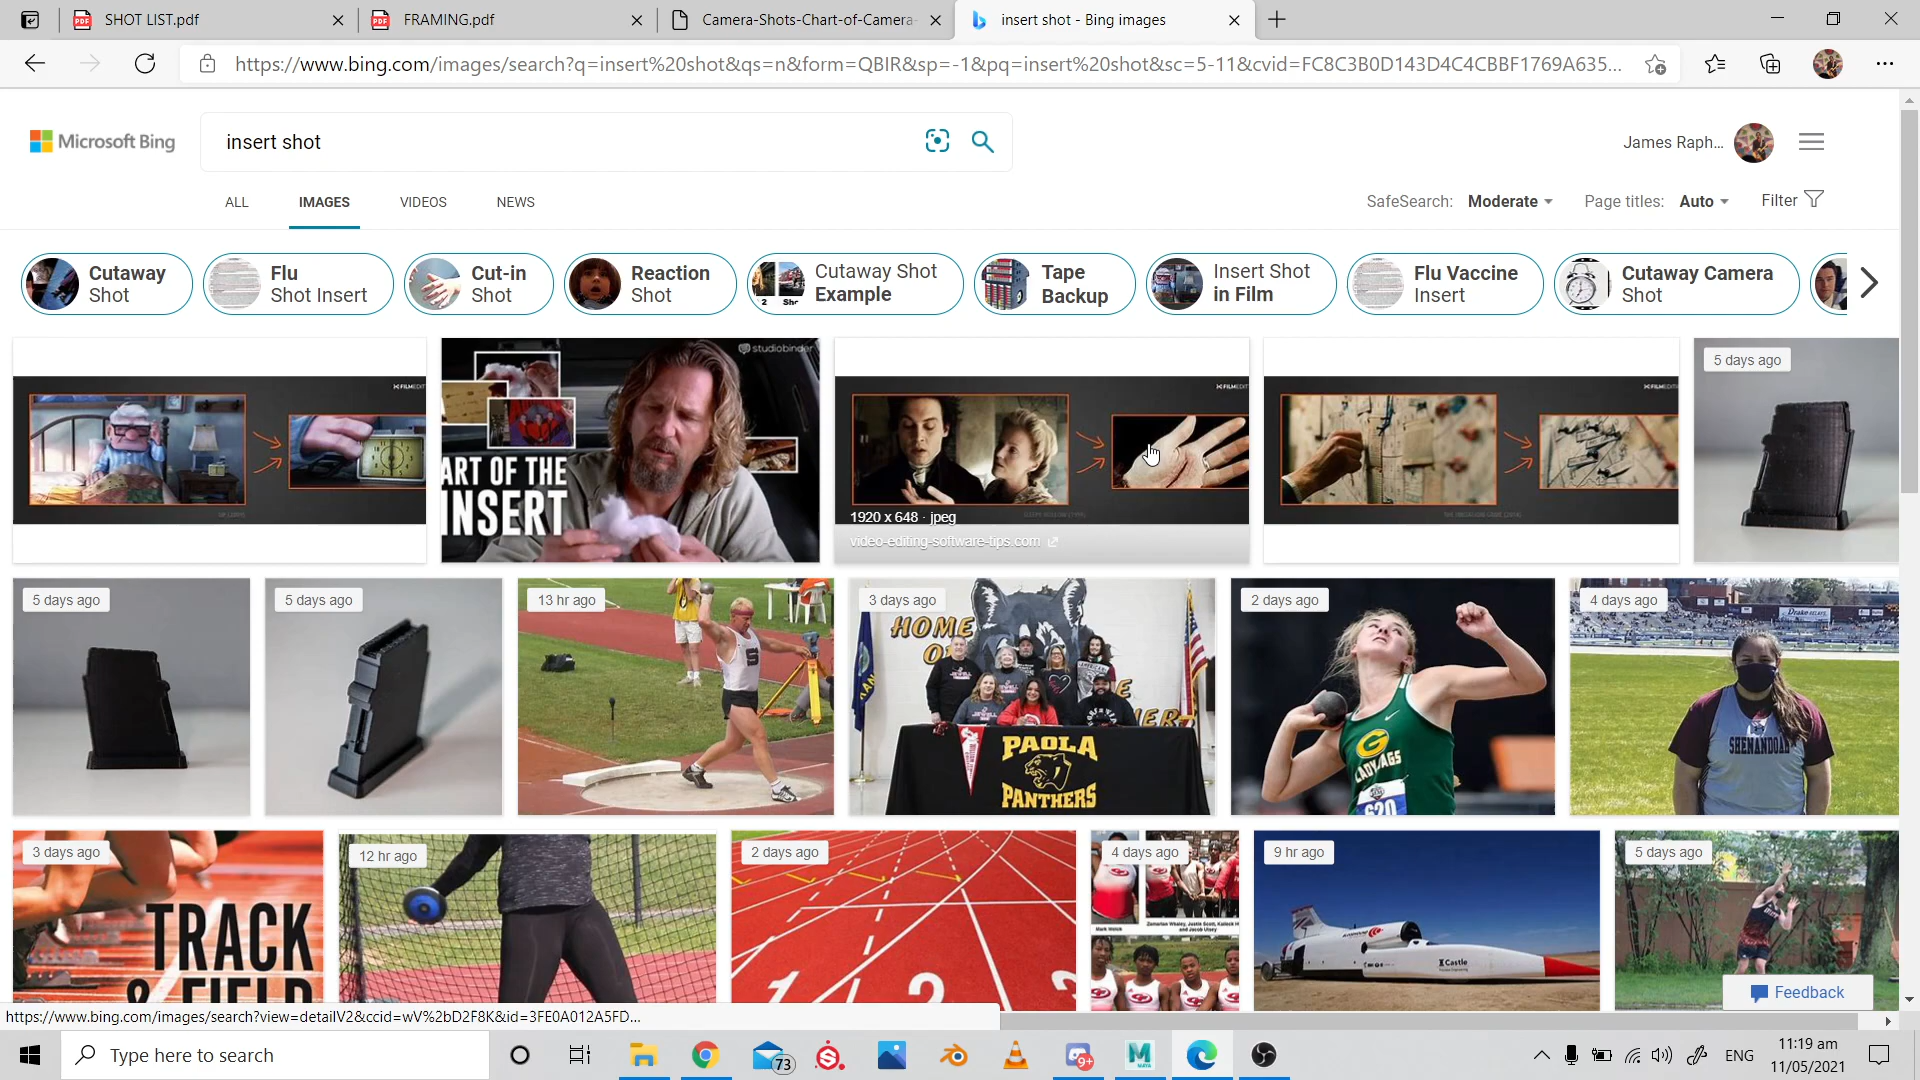 SHOT LIST.pdf
FRAMING.pdf
Camera-Shots-Chart-of-Camera-
insert shot - Bing images
https://www.bing.com/images/search?q=insert%20shot&qs=n&form=QBIR&sp=-1&pq=insert%20shot&sc=5-11&cvid=FC8C3B0D143D4C4CBBF1769A635...
Microsoft Bing
insert shot
James Raph...
ALL IMAGES VIDEOS NEWS
SafeSearch: Moderate Page titles: Auto Filter
Cutaway Shot
Flu Shot Insert
Cut-in Shot
Reaction Shot
Cutaway Shot Example
Tape Backup
Insert Shot in Film
Flu Vaccine Insert
Cutaway Camera Shot
studiobinder
ART OF THE
INSERT
1920 x 648 · jpeg
video-editing-software-tips.com
5 days ago
5 days ago
5 days ago
13 hr ago
3 days ago
HOME
PAOLA
PANTHERS
2 days ago
G
LADY AGS
620
4 days ago
SHENANDOAH
3 days ago
TRACK
& FIELD
12 hr ago
2 days ago
1 2
4 days ago
9 hr ago
Castle
5 days ago
Feedback
https://www.bing.com/images/search?view=detailV2&ccid=wV%2bD2F8K&id=3FE0A012A5FD...
Type here to search
73
9+
ENG
11:19 am
11/05/2021